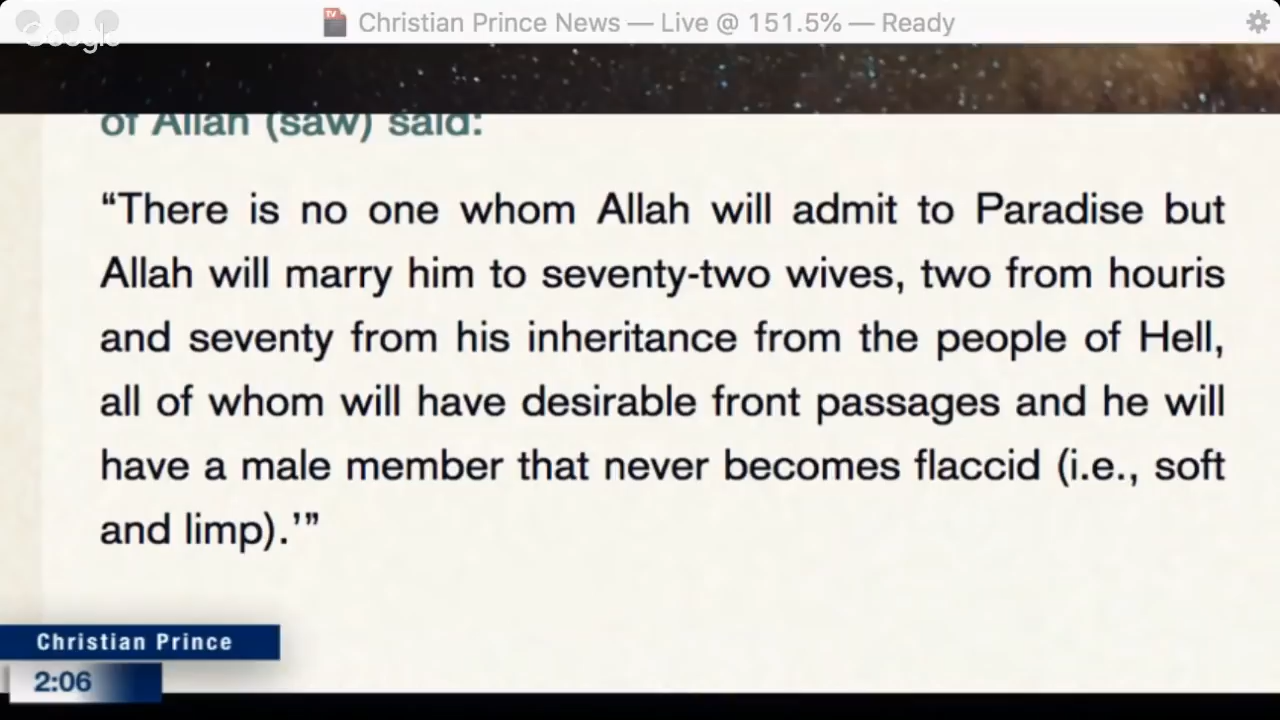 Christian Prince News — Live @ 151.5% — Ready
Google
of Allah (saw) said:
“There is no one whom Allah will admit to Paradise but
Allah will marry him to seventy-two wives, two from houris
and seventy from his inheritance from the people of Hell,
all of whom will have desirable front passages and he will
have a male member that never becomes flaccid (i.e., soft
and limp).’”
Christian Prince
2:06